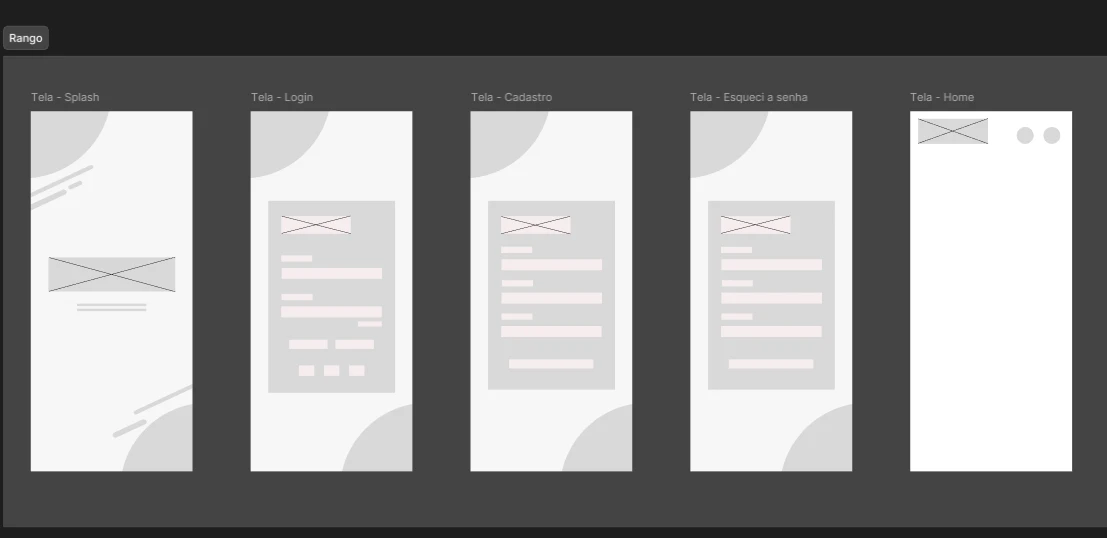 Rango
Tela - Splash
Tela - Login
Tela - Cadastro
Tela - Esqueci a senha
Tela - Home